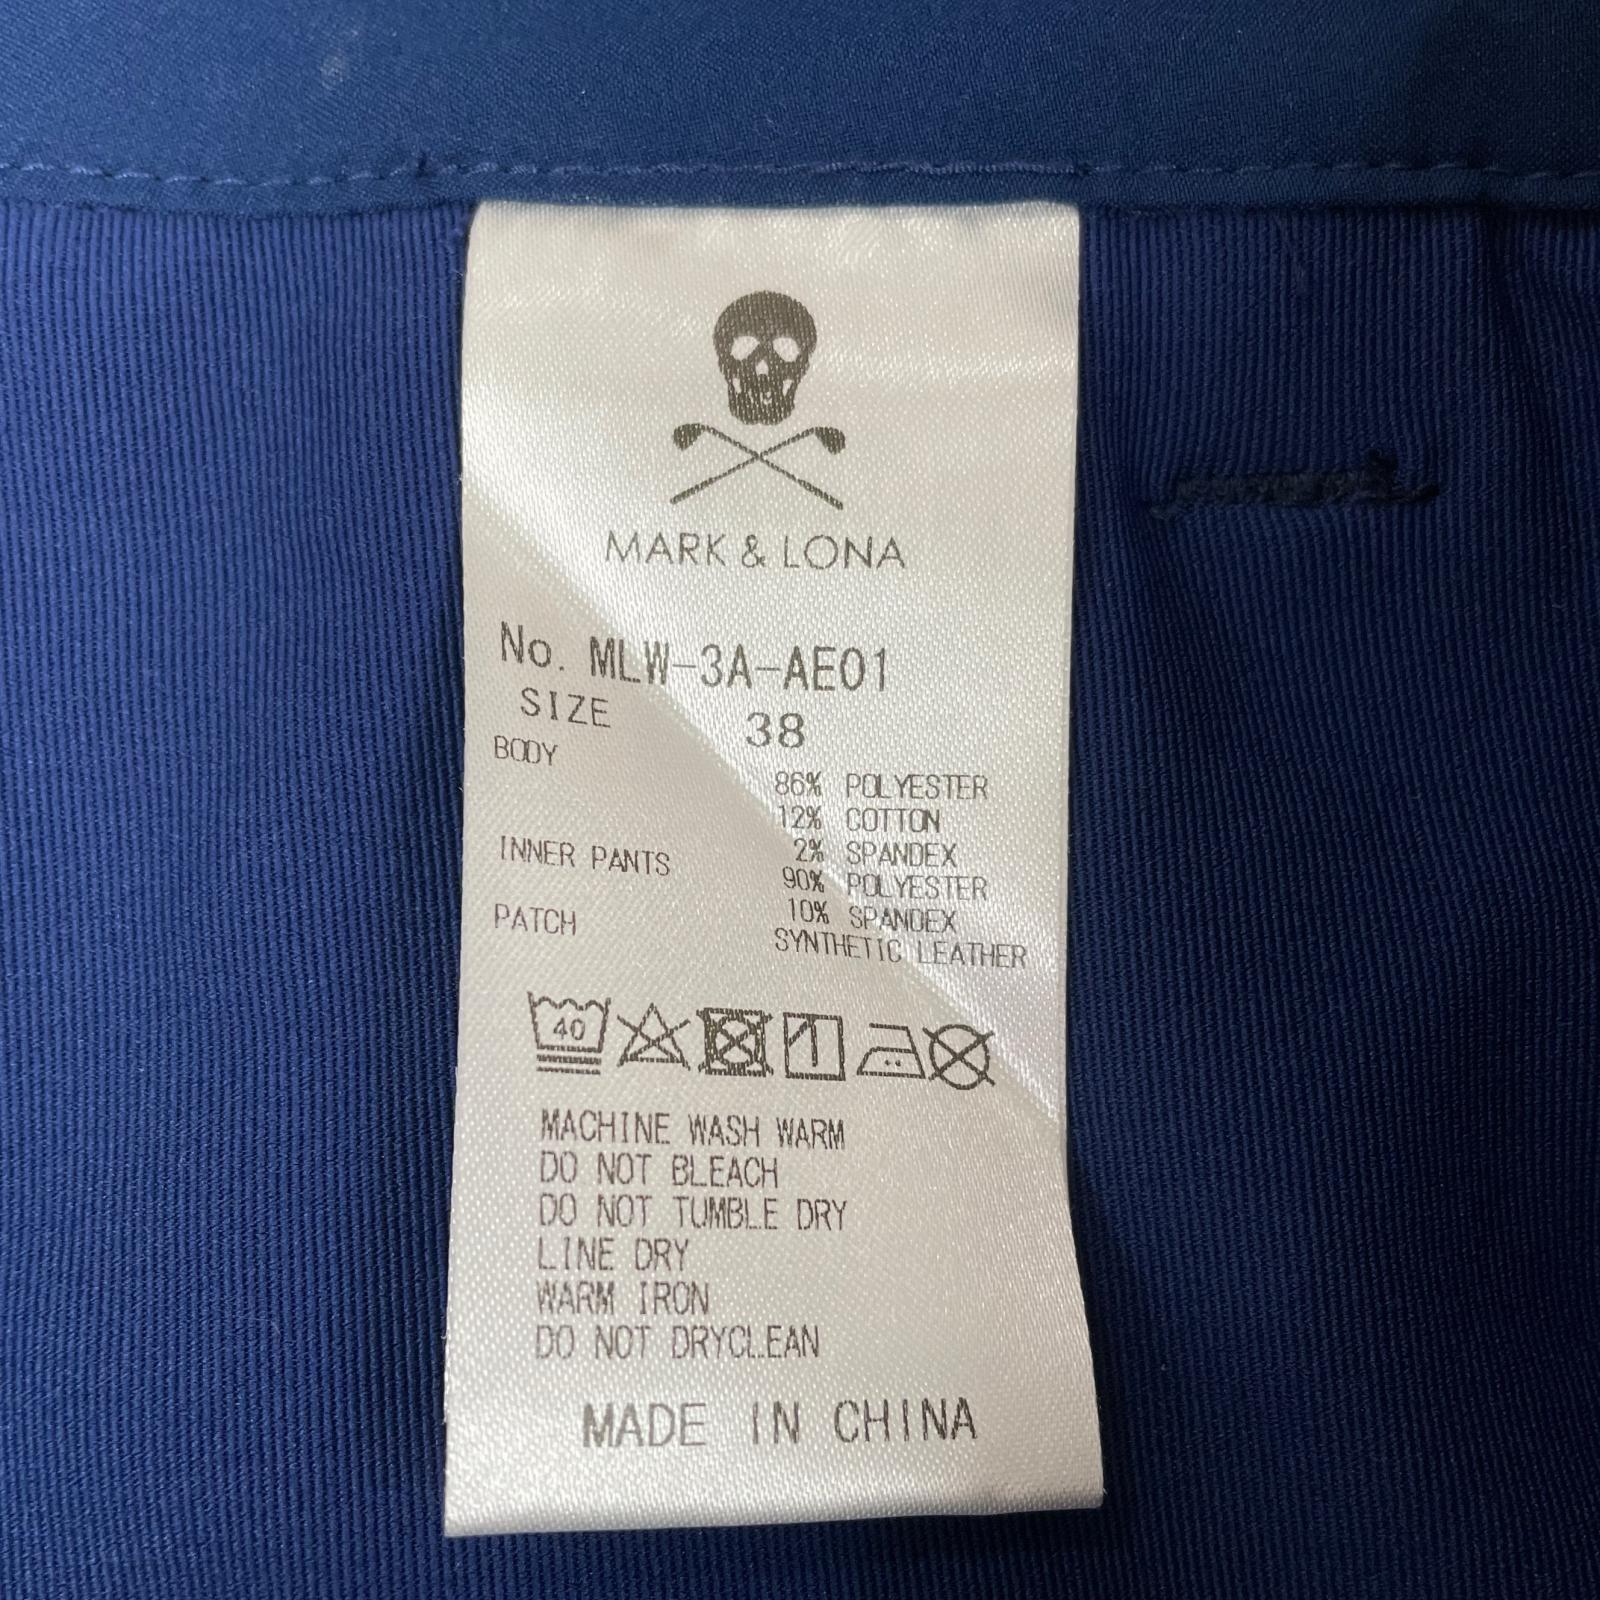 MARK & LONA
No. MLW-3A-AE01
SIZE 38
BODY
86% POLYESTER
12% COTTON
2% SPANDEX
INNER PANTS
90% POLYESTER
10% SPANDEX
PATCH
SYNTHETIC LEATHER
40
MACHINE WASH WARM
DO NOT BLEACH
DO NOT TUMBLE DRY
LINE DRY
WARM IRON
DO NOT DRYCLEAN
MADE IN CHINA